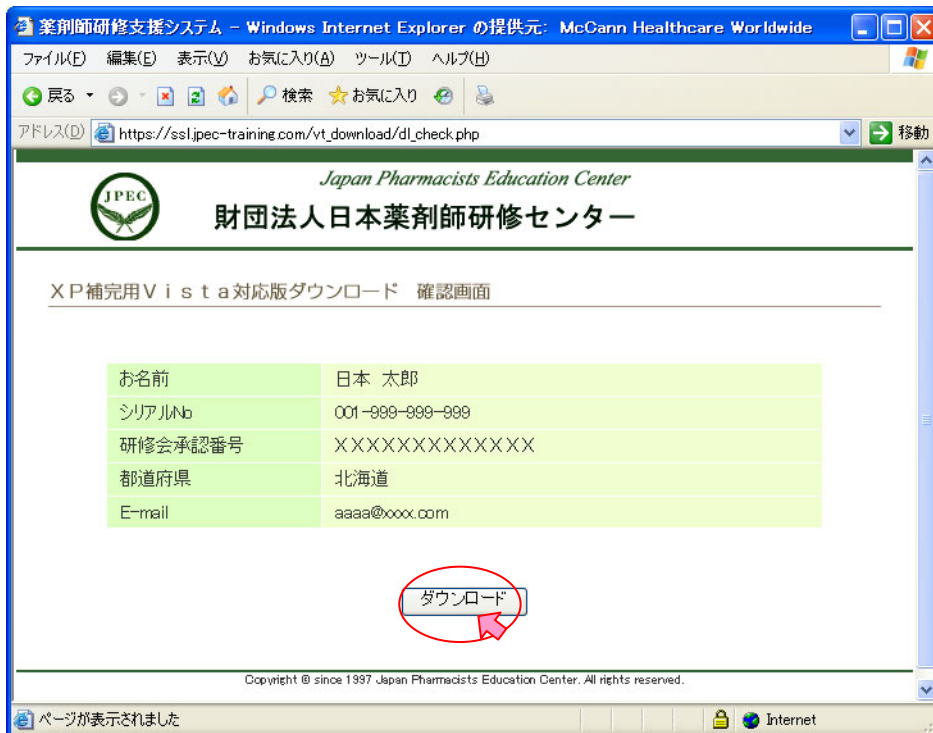 薬剤師研修支援システム - Windows Internet Explorer の提供元: McCann Healthcare Worldwide
ファイル(F) 編集(E) 表示(V) お気に入り(A) ツール(T) ヘルプ(H)
戻る 検索 お気に入り
アドレス(D) https://ssl.jpec-training.com/vt_download/dl_check.php 移動
JPEC
Japan Pharmacists Education Center
財団法人日本薬剤師研修センター
XP補完用Vista対応版ダウンロード 確認画面
お名前 日本 太郎
シリアルNo 001-999-999-999
研修会承認番号 XXXXXXXXXXXXX
都道府県 北海道
E-mail aaaa@xxxx.com
ダウンロード
Copyright © since 1997 Japan Pharmacists Education Center. All rights reserved.
ページが表示されました Internet